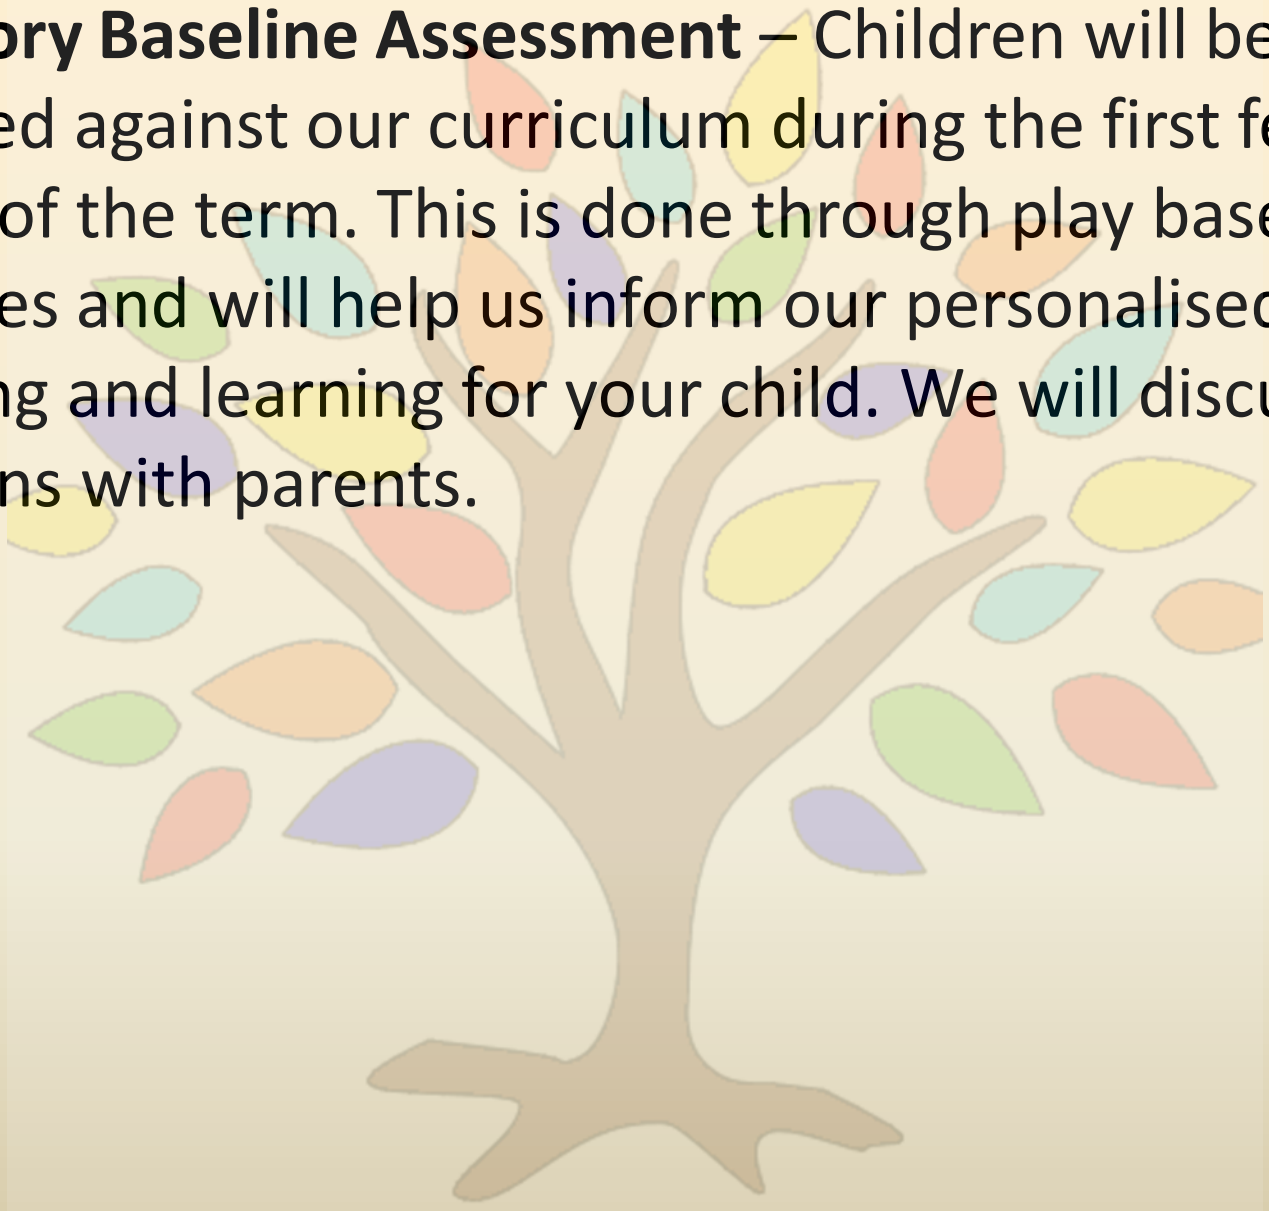 ory Baseline Assessment – Children will be
ed against our curriculum during the first fe
of the term. This is done through play base
es and will help us inform our personalised
ng and learning for your child. We will discu
ns with parents.